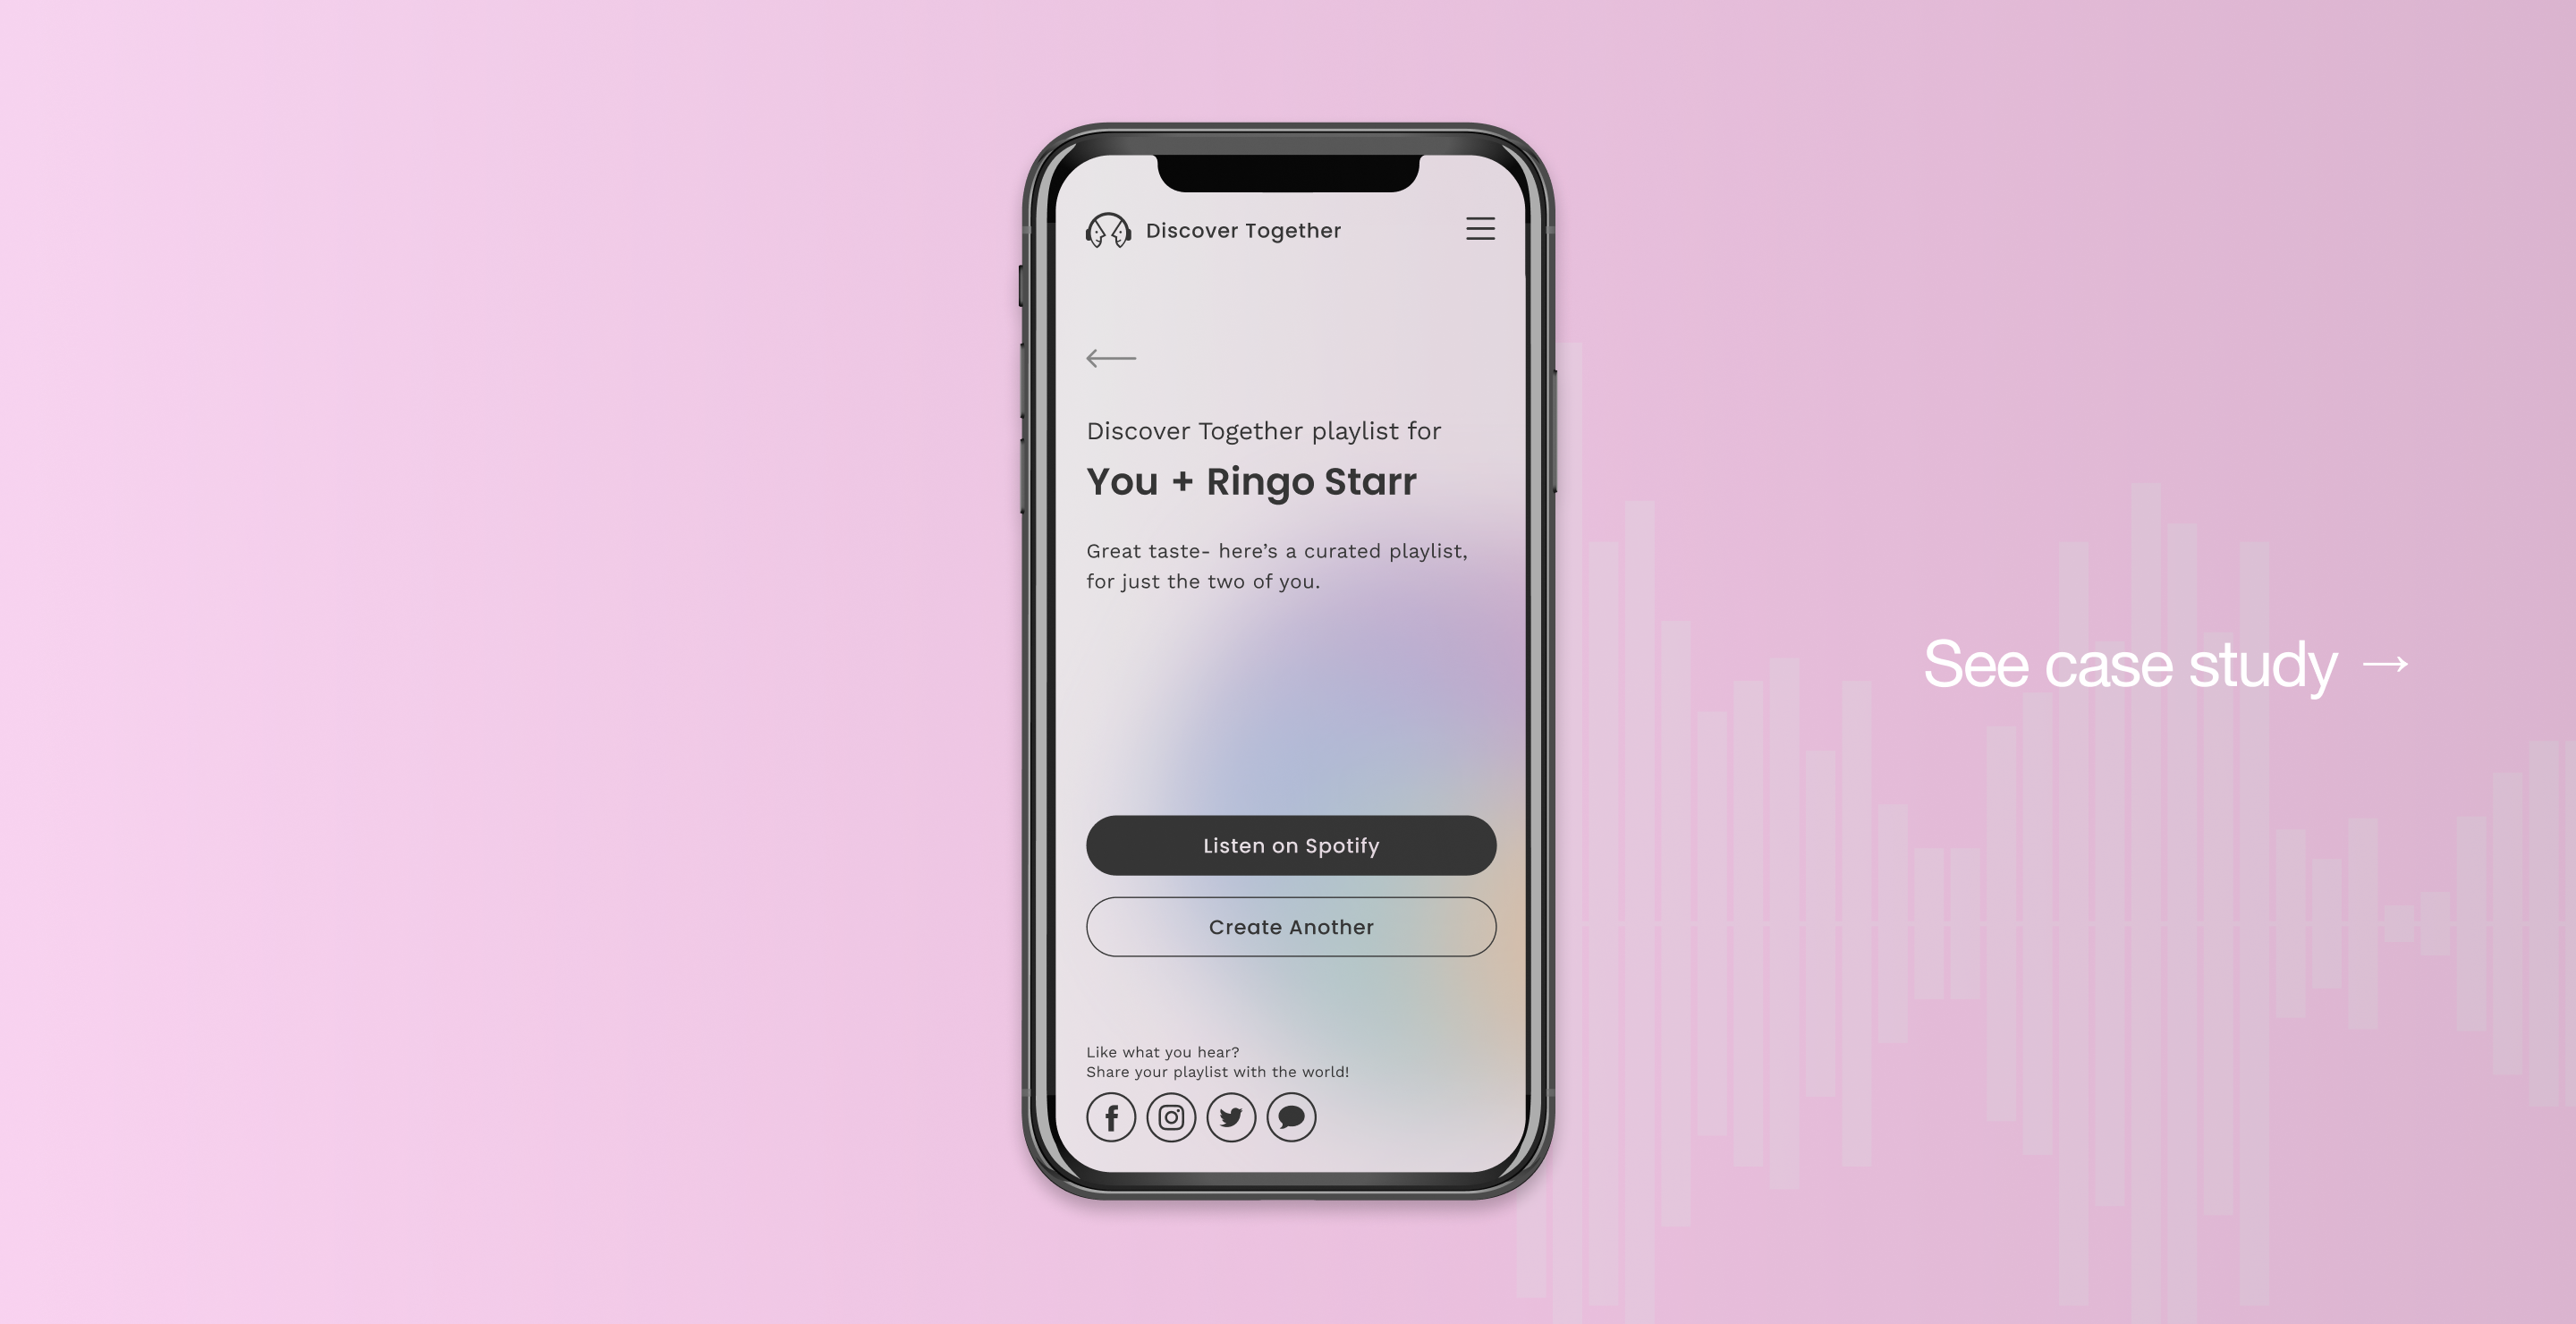 Discover Together
Discover Together playlist for
You + Ringo Starr
Great taste- here’s a curated playlist,
for just the two of you.
Listen on Spotify
Create Another
Like what you hear?
Share your playlist with the world!
See case study →